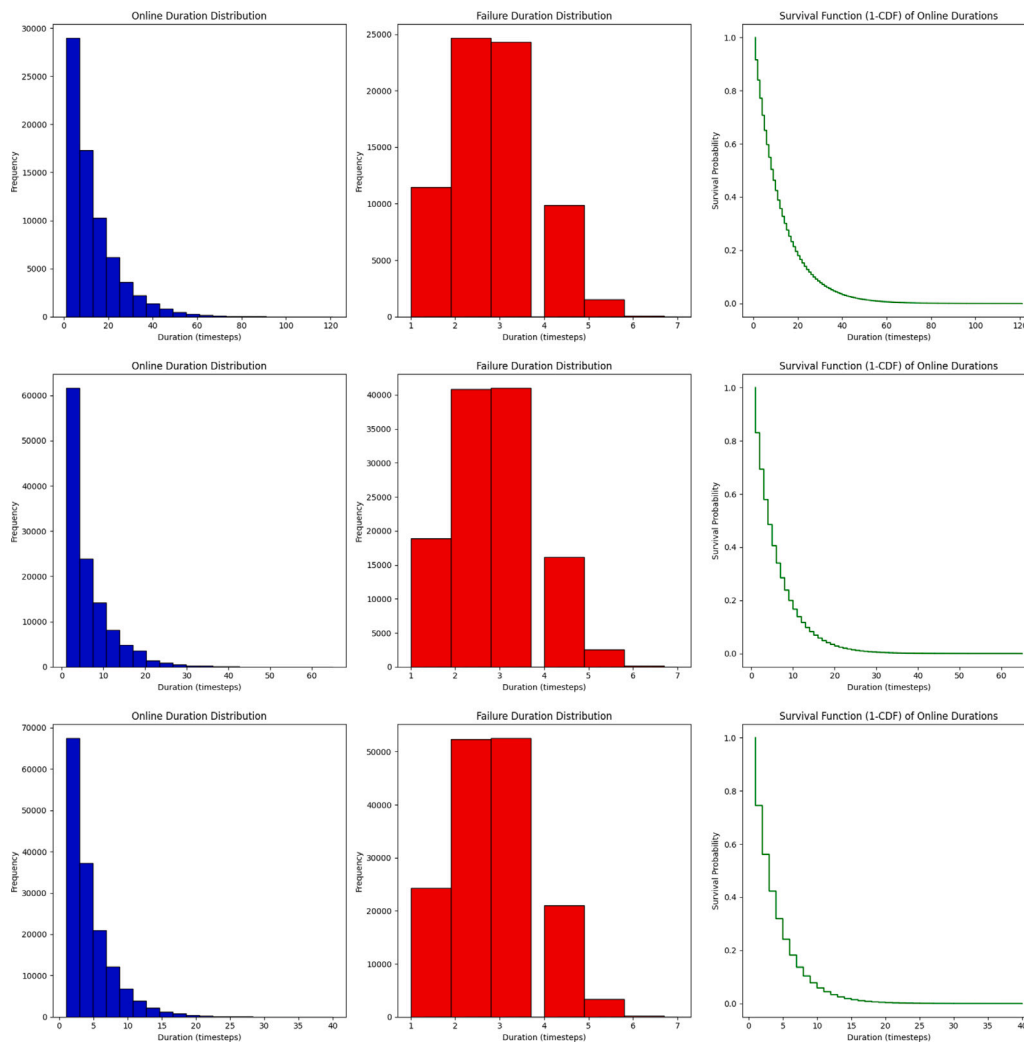 Online Duration Distribution
Frequency
30000
25000
20000
15000
10000
5000
0
0 20 40 60 80 100 120
Duration (timesteps)
Failure Duration Distribution
Frequency
25000
20000
15000
10000
5000
0
1 2 3 4 5 6 7
Duration (timesteps)
Survival Function (1-CDF) of Online Durations
Survival Probability
1.0
0.8
0.6
0.4
0.2
0.0
0 20 40 60 80 100 120
Duration (timesteps)
Online Duration Distribution
Frequency
60000
50000
40000
30000
20000
10000
0
0 10 20 30 40 50 60
Duration (timesteps)
Failure Duration Distribution
Frequency
40000
35000
30000
25000
20000
15000
10000
5000
0
1 2 3 4 5 6 7
Duration (timesteps)
Survival Function (1-CDF) of Online Durations
Survival Probability
1.0
0.8
0.6
0.4
0.2
0.0
0 10 20 30 40 50 60
Duration (timesteps)
Online Duration Distribution
Frequency
70000
60000
50000
40000
30000
20000
10000
0
0 5 10 15 20 25 30 35 40
Duration (timesteps)
Failure Duration Distribution
Frequency
50000
40000
30000
20000
10000
0
1 2 3 4 5 6 7
Duration (timesteps)
Survival Function (1-CDF) of Online Durations
Survival Probability
1.0
0.8
0.6
0.4
0.2
0.0
0 5 10 15 20 25 30 35 40
Duration (timesteps)